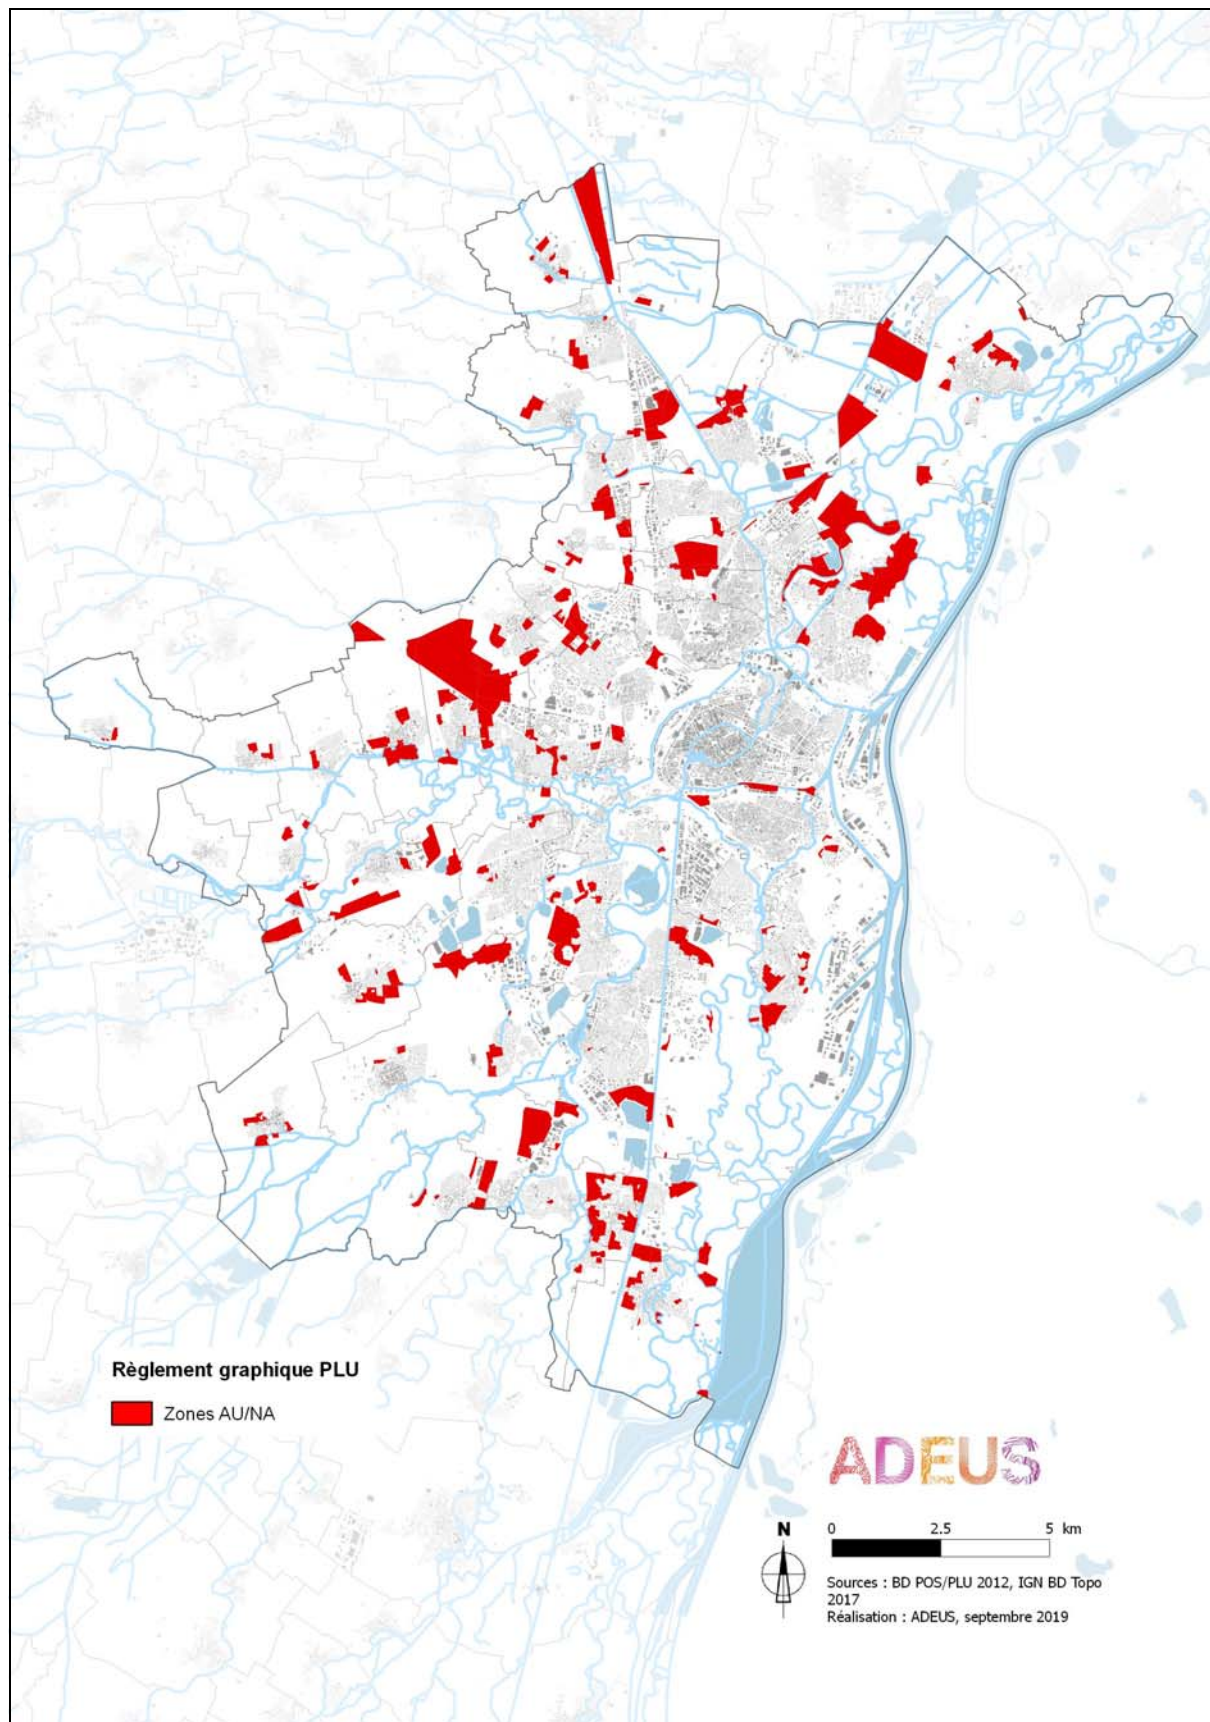 Règlement graphique PLU
Zones AU/NA
ADEUS
N
0 2.5 5 km
Sources : BD POS/PLU 2012, IGN BD Topo
2017
Réalisation : ADEUS, septembre 2019